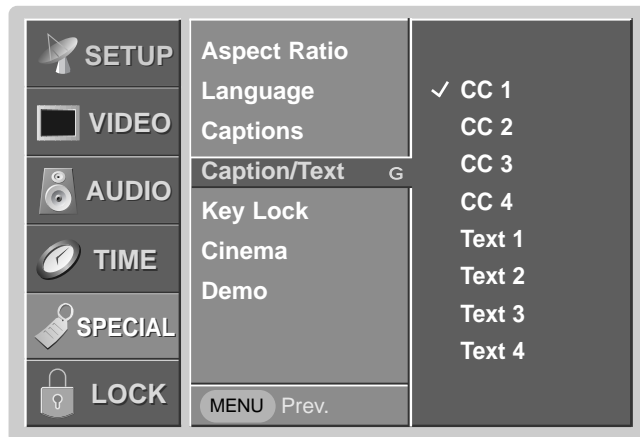 SETUP
VIDEO
AUDIO
TIME
SPECIAL
LOCK
Aspect Ratio
Language
Captions
Caption/Text G
Key Lock
Cinema
Demo
MENU Prev.
✓ CC 1
CC 2
CC 3
CC 4
Text 1
Text 2
Text 3
Text 4